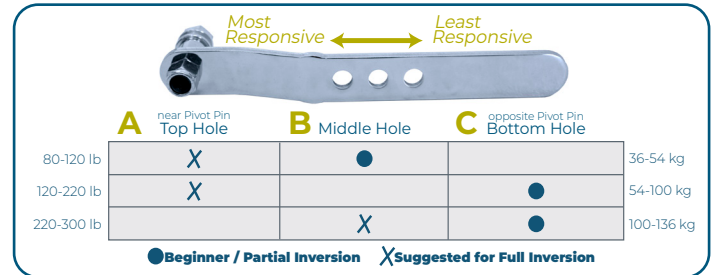 Most Responsive
Least Responsive
A near Pivot Pin Top Hole
B Middle Hole
C opposite Pivot Pin Bottom Hole
80-120 lb X ● 36-54 kg
120-220 lb X ● 54-100 kg
220-300 lb X ● 100-136 kg
●Beginner / Partial Inversion XSuggested for Full Inversion